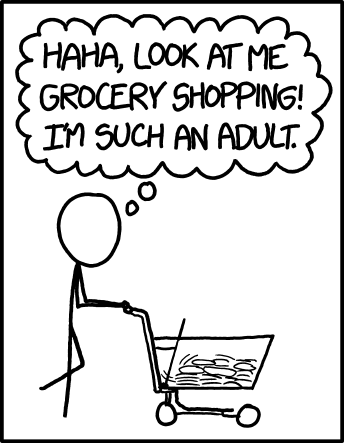 HAHA, LOOK AT ME
GROCERY SHOPPING!
I'M SUCH AN ADULT.